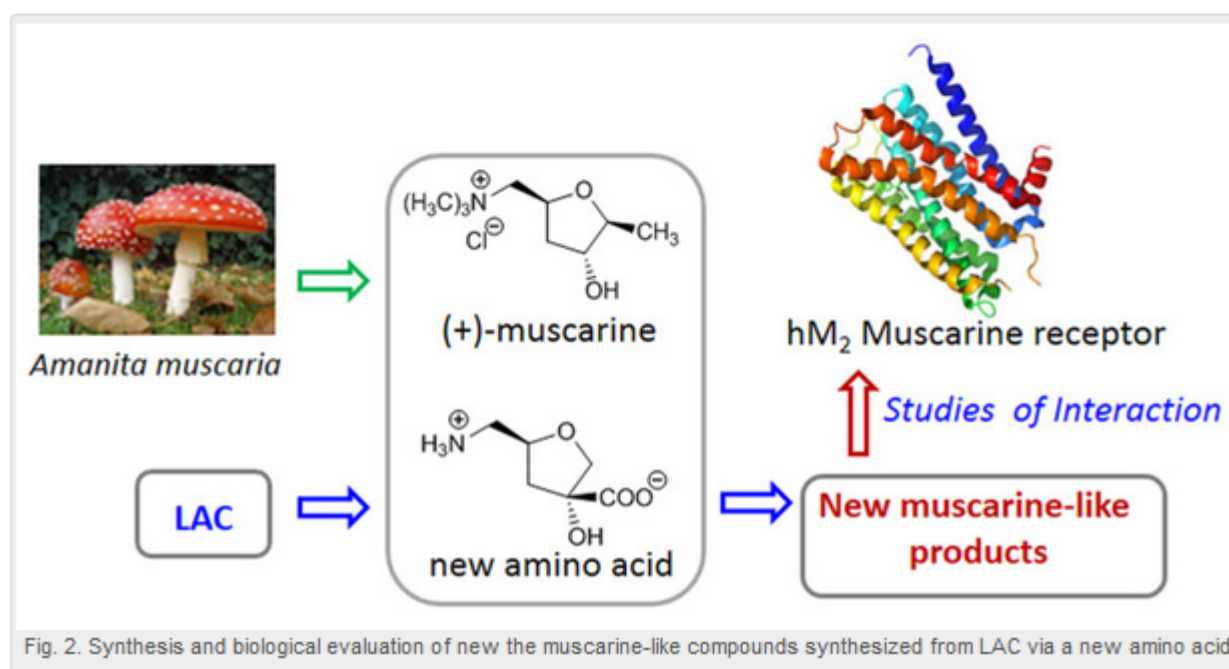 (H₃C)₃N⊕
Cl⊖
O
CH₃
OH
(+)-muscarine
Amanita muscaria
hM₂ Muscarine receptor
Studies of Interaction
H₃N⊕
O
COO⊖
OH
new amino acid
LAC
New muscarine-like
products
Fig. 2. Synthesis and biological evaluation of new the muscarine-like compounds synthesized from LAC via a new amino acid